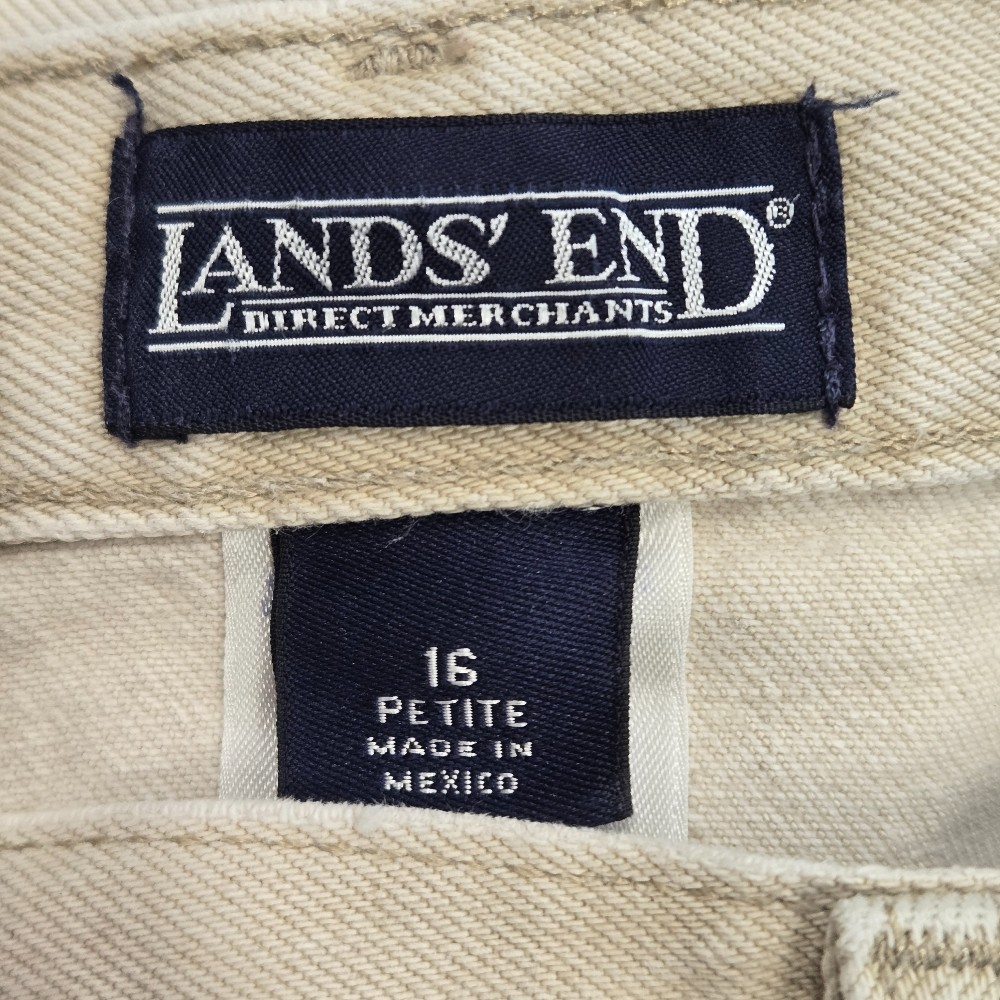 LANDS' END®
DIRECT MERCHANTS
16
PETITE
MADE IN
MEXICO